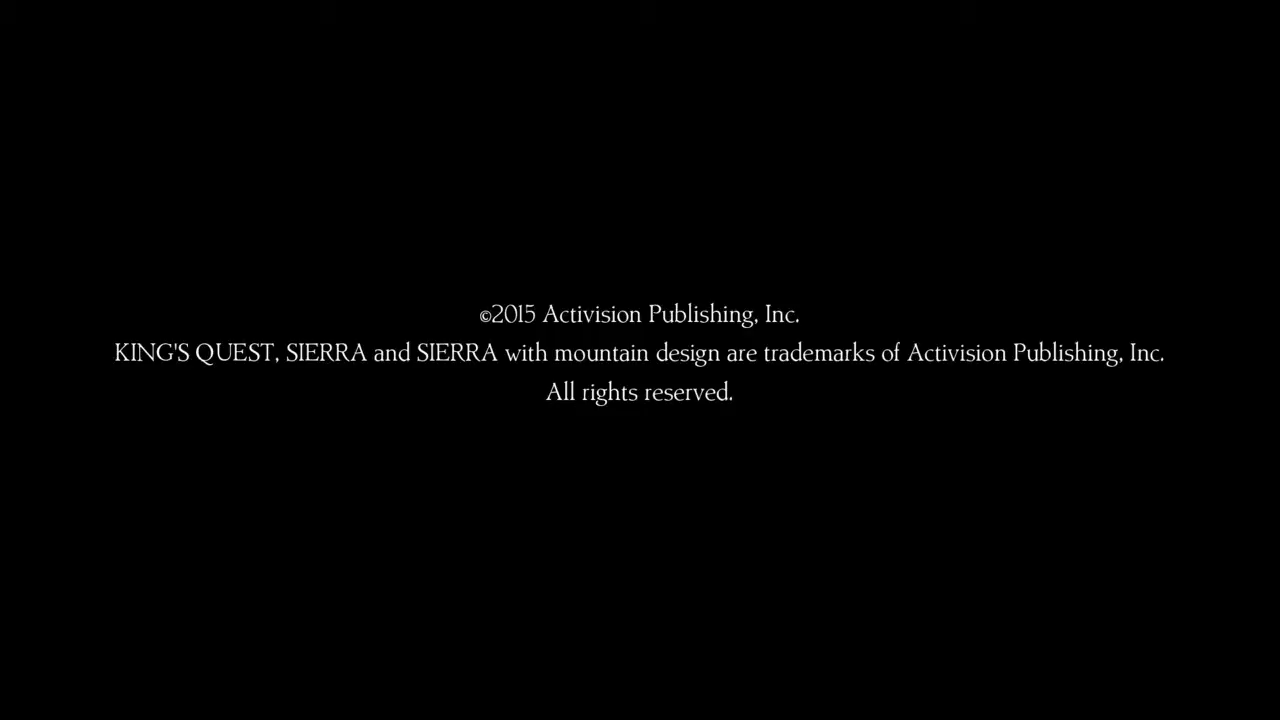 ©2015 Activision Publishing, Inc.
KING'S QUEST, SIERRA and SIERRA with mountain design are trademarks of Activision Publishing, Inc.
All rights reserved.